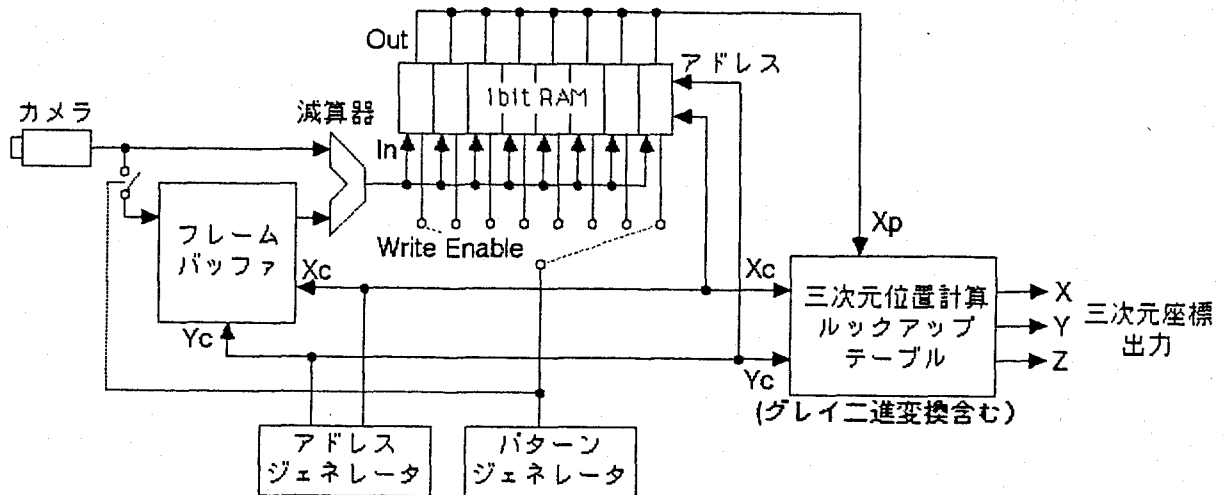 Out
アドレス
1bit RAM
カメラ
減算器
In
フレーム
バッファ
Write Enable
Xp
Xc
Xc
Yc
Yc
三次元位置計算
ルックアップ
テーブル
X
Y
Z
三次元座標
出力
(グレイ二進変換含む)
アドレス
ジェネレータ
パターン
ジェネレータ